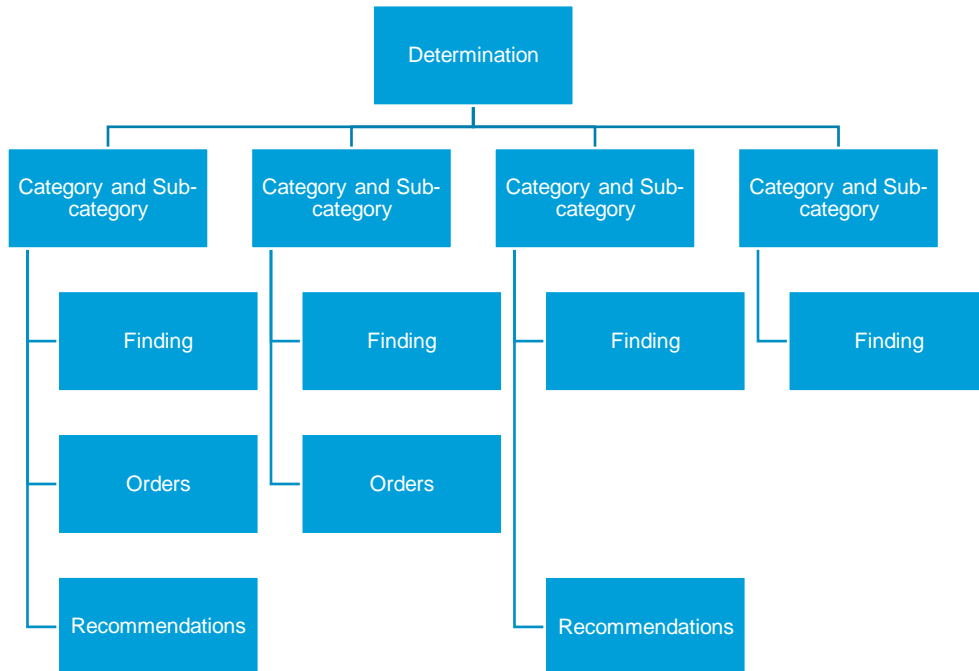 Determination
Category and Sub-
category
Category and Sub-
category
Category and Sub-
category
Category and Sub-
category
Finding
Finding
Finding
Finding
Orders
Orders
Recommendations
Recommendations